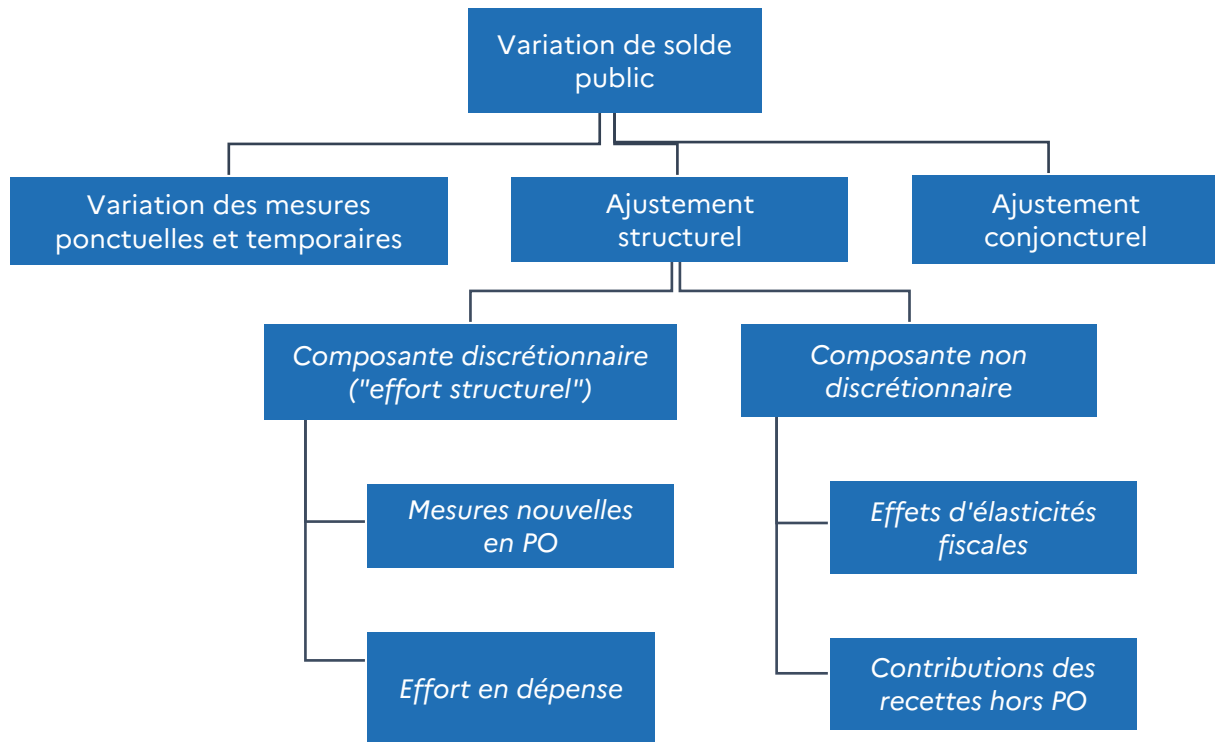 Variation de solde
public
Variation des mesures
ponctuelles et temporaires
Ajustement
structurel
Ajustement
conjoncturel
Composante discrétionnaire
("effort structurel")
Composante non
discrétionnaire
Mesures nouvelles
en PO
Effets d'élasticités
fiscales
Effort en dépense
Contributions des
recettes hors PO